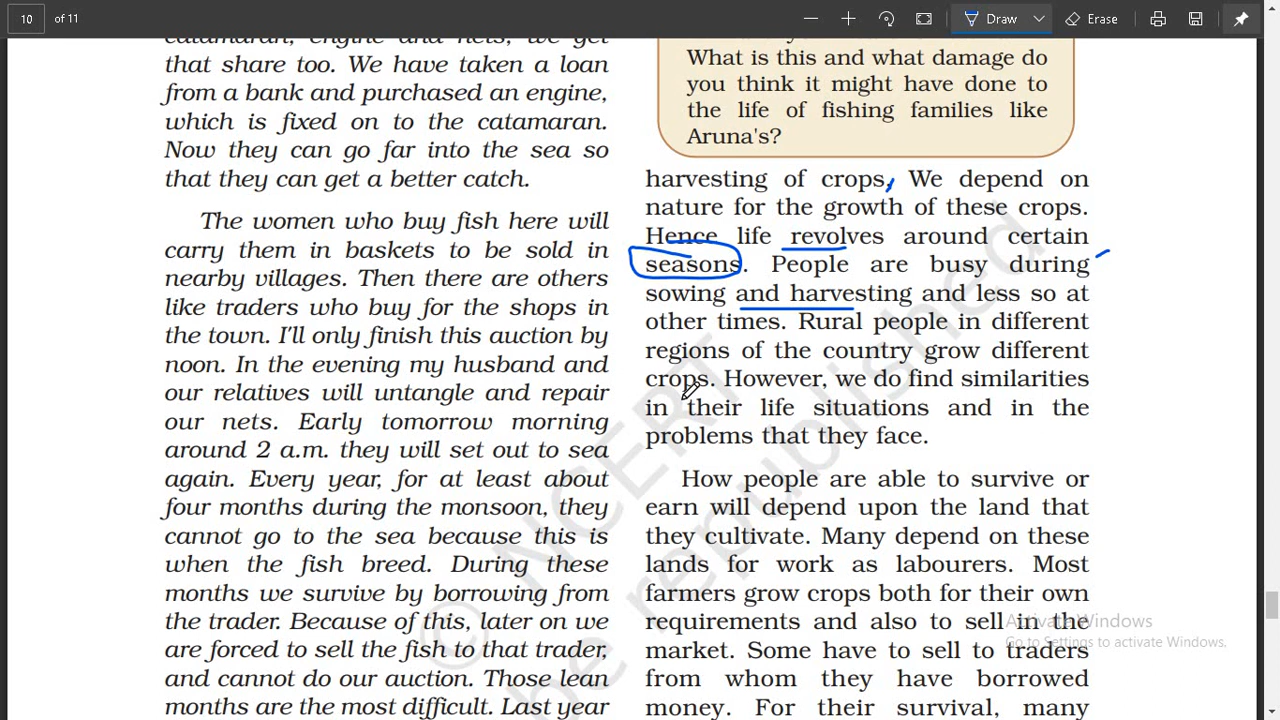 10 of 11
Draw
Erase
catamaran, engine and nets, we get
that share too. We have taken a loan
from a bank and purchased an engine,
which is fixed on to the catamaran.
Now they can go far into the sea so
that they can get a better catch.
The women who buy fish here will
carry them in baskets to be sold in
nearby villages. Then there are others
like traders who buy for the shops in
the town. I'll only finish this auction by
noon. In the evening my husband and
our relatives will untangle and repair
our nets. Early tomorrow morning
around 2 a.m. they will set out to sea
again. Every year, for at least about
four months during the monsoon, they
cannot go to the sea because this is
when the fish breed. During these
months we survive by borrowing from
the trader. Because of this, later on we
are forced to sell the fish to that trader,
and cannot do our auction. Those lean
months are the most difficult. Last year
What is this and what damage do
you think it might have done to
the life of fishing families like
Aruna's?
harvesting of crops. We depend on
nature for the growth of these crops.
Hence life revolves around certain
seasons. People are busy during
sowing and harvesting and less so at
other times. Rural people in different
regions of the country grow different
crops. However, we do find similarities
in their life situations and in the
problems that they face.
How people are able to survive or
earn will depend upon the land that
they cultivate. Many depend on these
lands for work as labourers. Most
farmers grow crops both for their own
requirements and also to sell in the
market. Some have to sell to traders
from whom they have borrowed
money. For their survival, many
© NCERT
be republished
Activate Windows
Go to Settings to activate Windows.